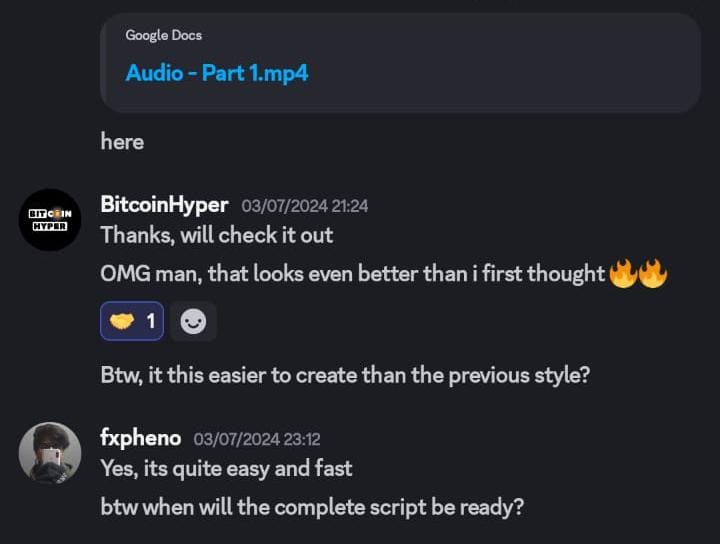 Google Docs
Audio - Part 1.mp4
here
BITCOIN
HYPER
BitcoinHyper 03/07/2024 21:24
Thanks, will check it out
OMG man, that looks even better than i first thought🔥🔥
🤝 1
Btw, it this easier to create than the previous style?
fxpheno 03/07/2024 23:12
Yes, its quite easy and fast
btw when will the complete script be ready?